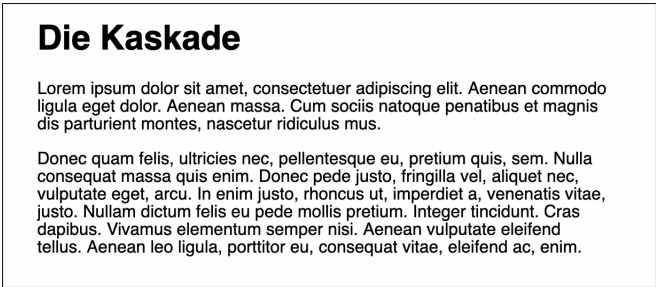 Die Kaskade
Lorem ipsum dolor sit amet, consectetuer adipiscing elit. Aenean commodo
ligula eget dolor. Aenean massa. Cum sociis natoque penatibus et magnis
dis parturient montes, nascetur ridiculus mus.
Donec quam felis, ultricies nec, pellentesque eu, pretium quis, sem. Nulla
consequat massa quis enim. Donec pede justo, fringilla vel, aliquet nec,
vulputate eget, arcu. In enim justo, rhoncus ut, imperdiet a, venenatis vitae,
justo. Nullam dictum felis eu pede mollis pretium. Integer tincidunt. Cras
dapibus. Vivamus elementum semper nisi. Aenean vulputate eleifend
tellus. Aenean leo ligula, porttitor eu, consequat vitae, eleifend ac, enim.